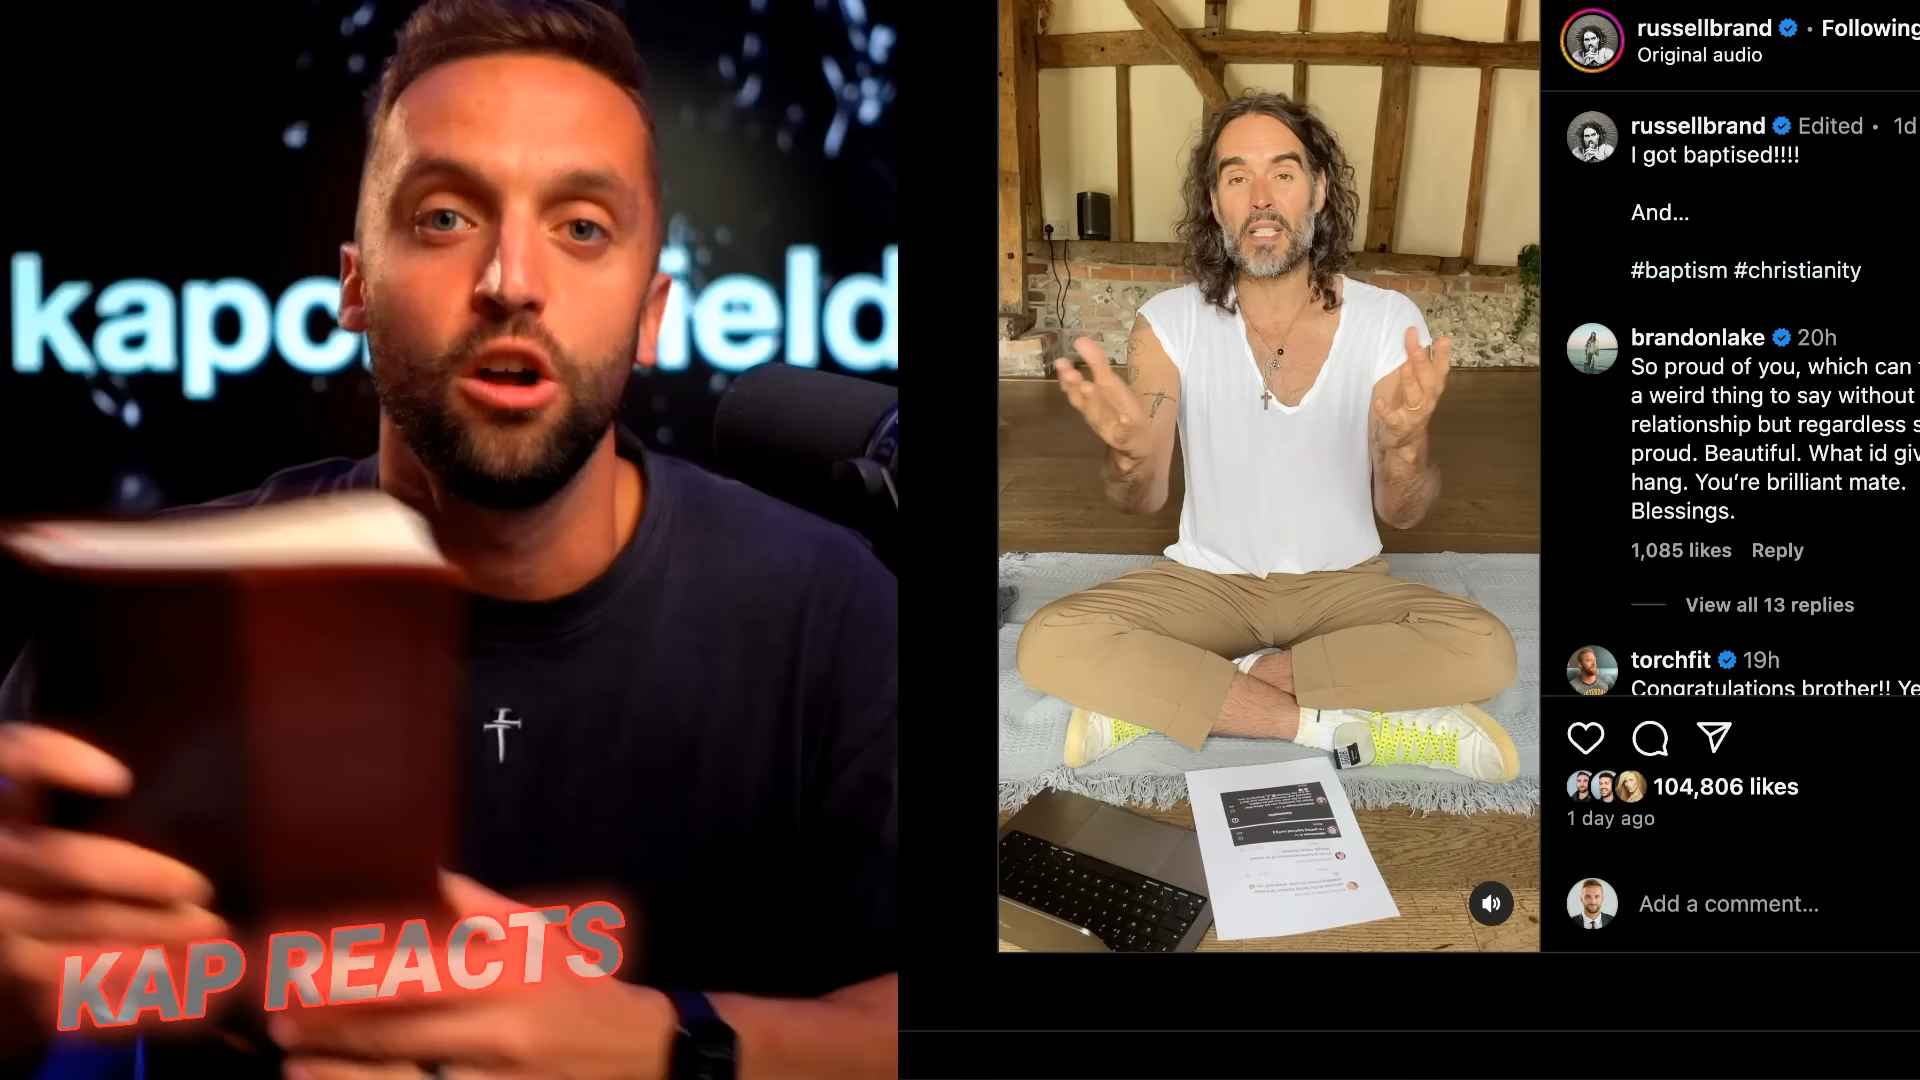 kapc ield
KAP REACTS
russellbrand • Following
Original audio
russellbrand Edited • 1d
I got baptised!!!!
And...
#baptism #christianity
brandonlake 20h
So proud of you, which can
a weird thing to say without
relationship but regardless s
proud. Beautiful. What id giv
hang. You’re brilliant mate.
Blessings.
1,085 likes Reply
View all 13 replies
torchfit 19h
Congratulations brother!! Ye
104,806 likes
1 day ago
Add a comment...